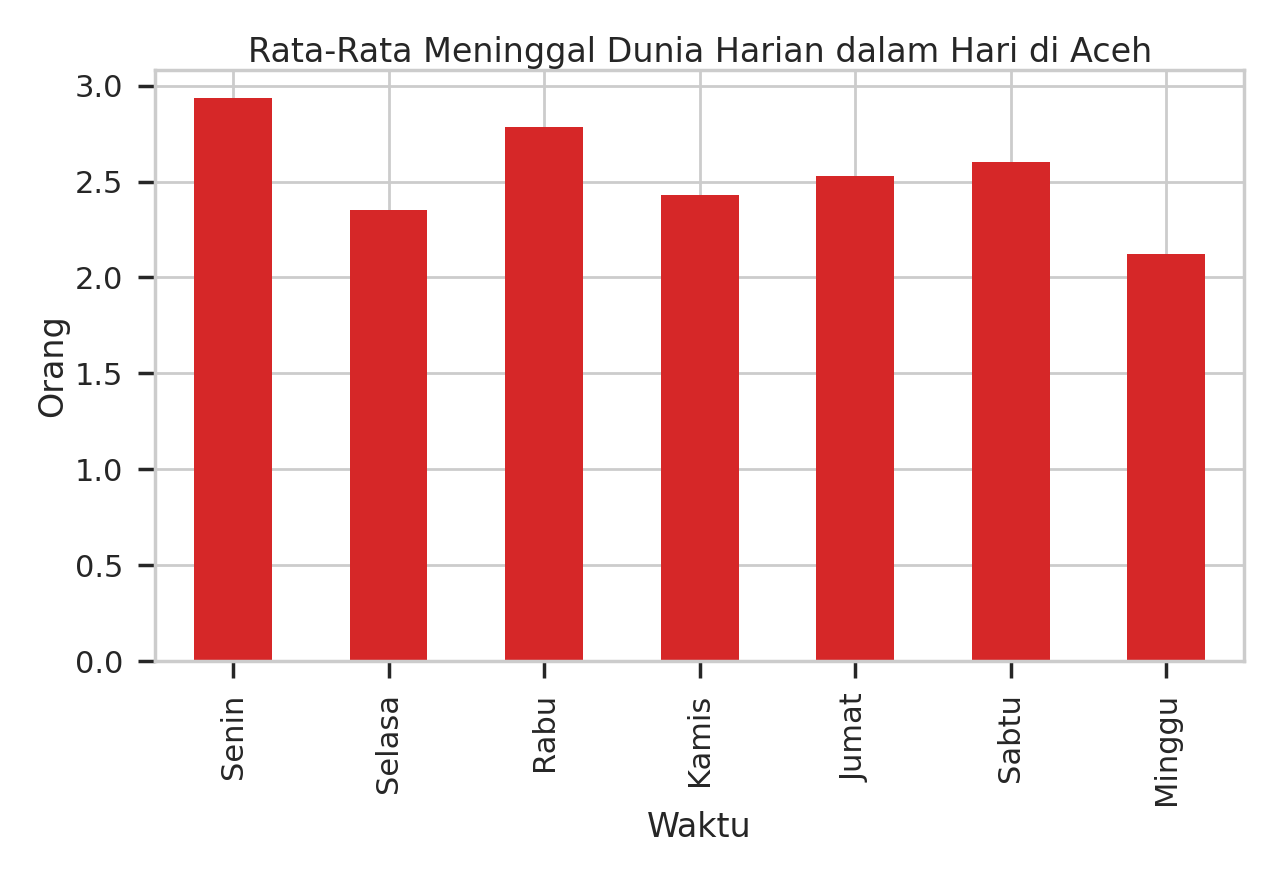 Rata-Rata Meninggal Dunia Harian dalam Hari di Aceh
3.0
2.5
2.0
1.5
1.0
0.5
0.0
Orang
Senin
Selasa
Rabu
Kamis
Jumat
Sabtu
Minggu
Waktu